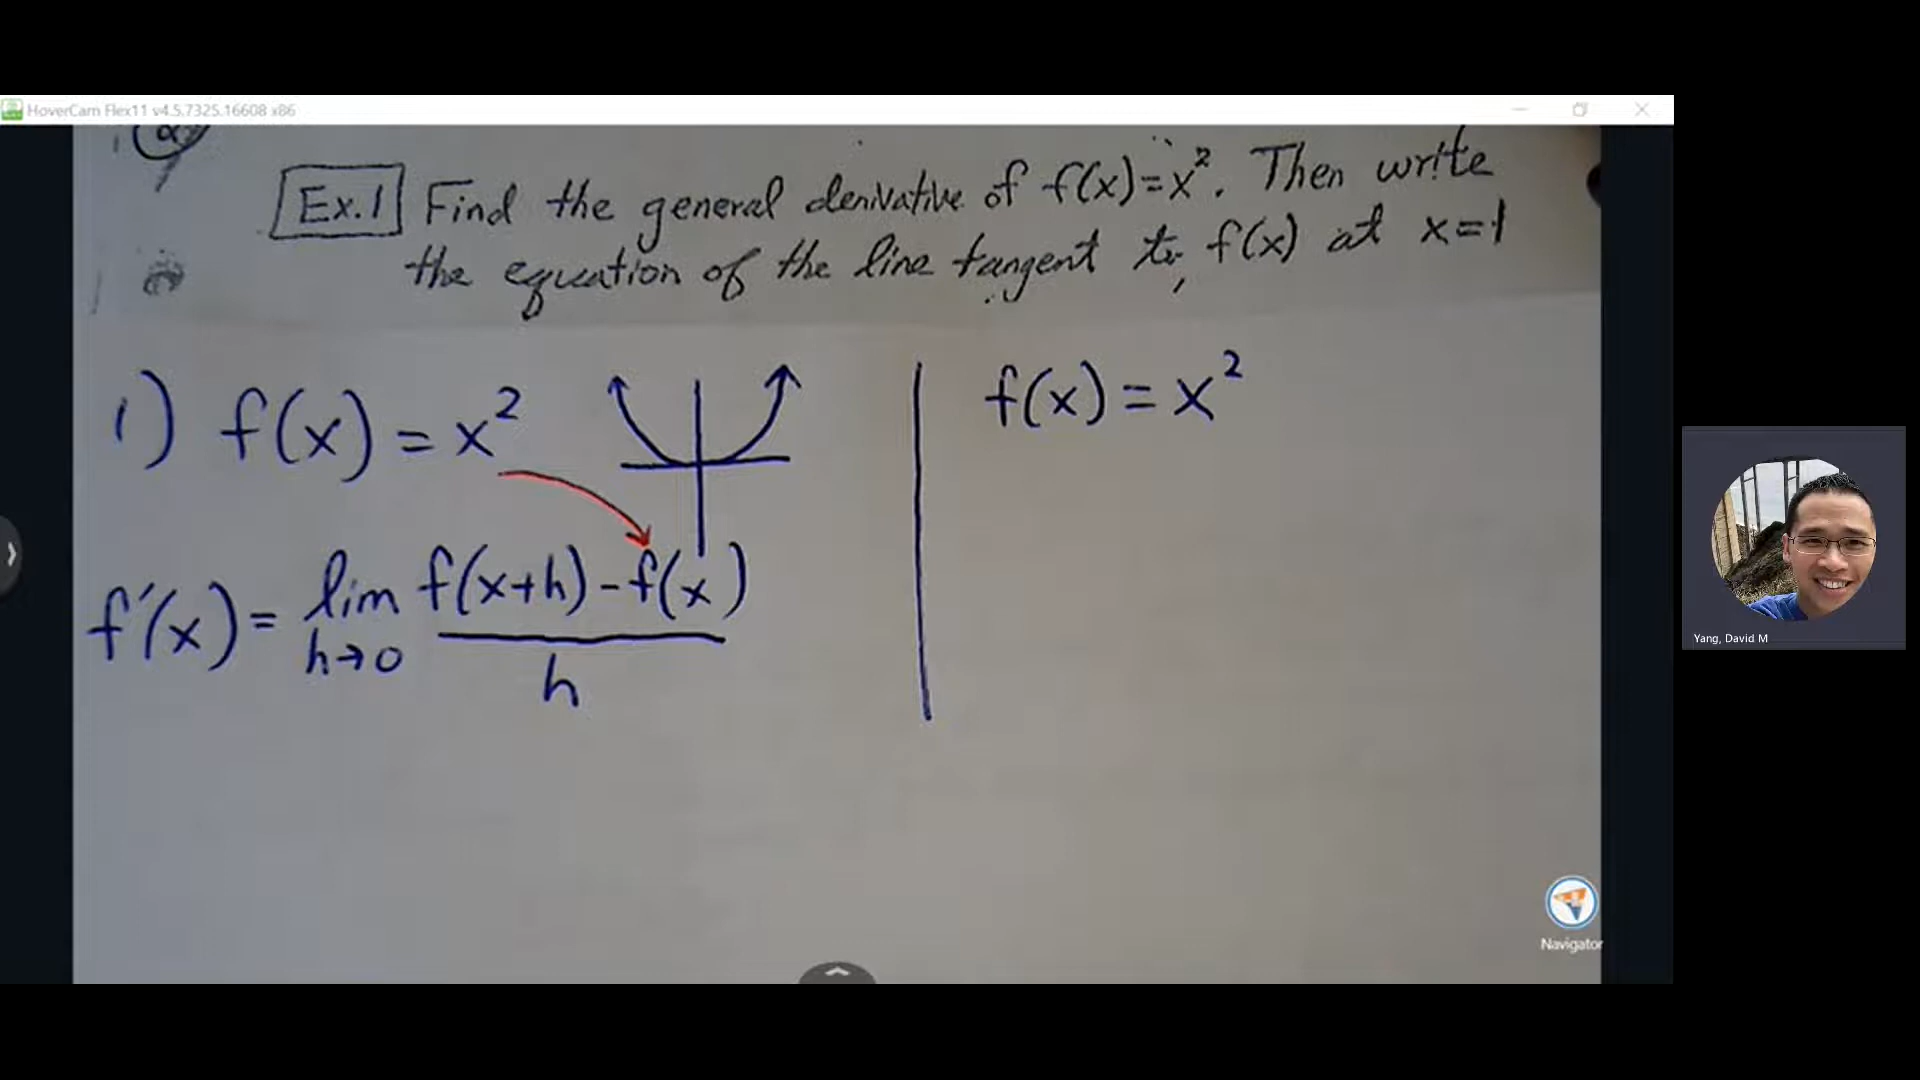 HoverCam Flex11 v4.5.7325.16608 x86
Ex.1 Find the general derivative of f(x)=x². Then write
the equation of the line tangent to f(x) at x=1
1) f(x) = x²
f'(x) = lim h→0 f(x+h)-f(x)
h
f(x) = x²
Yang, David M
Navigator